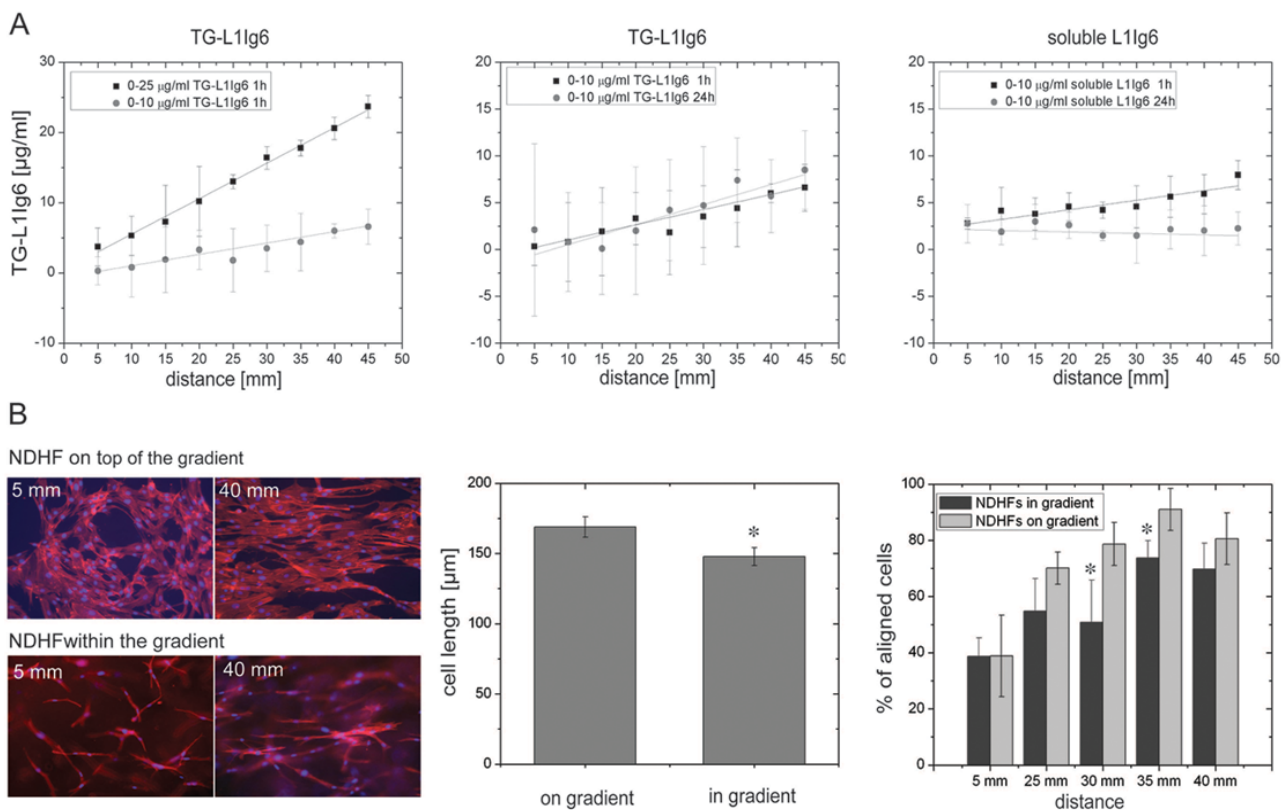 A
TG-L1Ig6
TG-L1Ig6
soluble L1Ig6
TG-L1Ig6 [µg/ml]
30
20
10
0
-10
0-25 µg/ml TG-L1Ig6 1h
0-10 µg/ml TG-L1Ig6 1h
0 5 10 15 20 25 30 35 40 45 50
distance [mm]
20
15
10
5
0
-5
-10
0-10 µg/ml TG-L1Ig6 1h
0-10 µg/ml TG-L1Ig6 24h
0 5 10 15 20 25 30 35 40 45 50
distance [mm]
20
15
10
5
0
-5
-10
0-10 µg/ml soluble L1Ig6 1h
0-10 µg/ml soluble L1Ig6 24h
0 5 10 15 20 25 30 35 40 45 50
distance [mm]
B
NDHF on top of the gradient
5 mm
40 mm
NDHFwithin the gradient
5 mm
40 mm
cell length [µm]
200
150
100
50
0
*
on gradient
in gradient
% of aligned cells
100
80
60
40
20
0
NDHFs in gradient
NDHFs on gradient
*
*
5 mm 25 mm 30 mm 35 mm 40 mm
distance